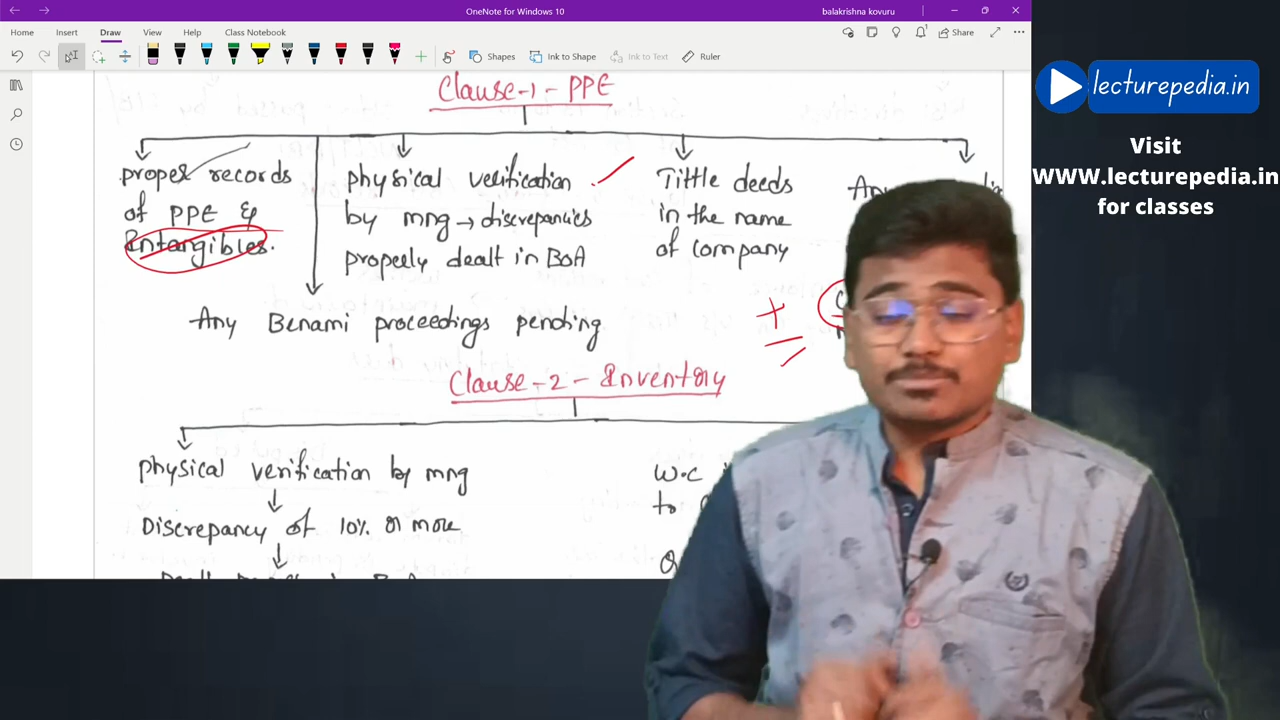 OneNote for Windows 10
balakrishna kovuru
Home Insert Draw View Help Class Notebook
Shapes Ink to Shape Ink to Text Ruler Share
lecturepedia.in
Visit
WWW.lecturepedia.in
for classes
Clause-1- PPE
proper records
of PPE &
Intangibles.
physical verification
by mng → discrepancies
properly dealt in BoA
Tittle deeds
in the name
of company
Any Benami proceedings pending
Clause-2- Inventory
physical verification by mng
Discrepancy of 10% or more
W.C
to